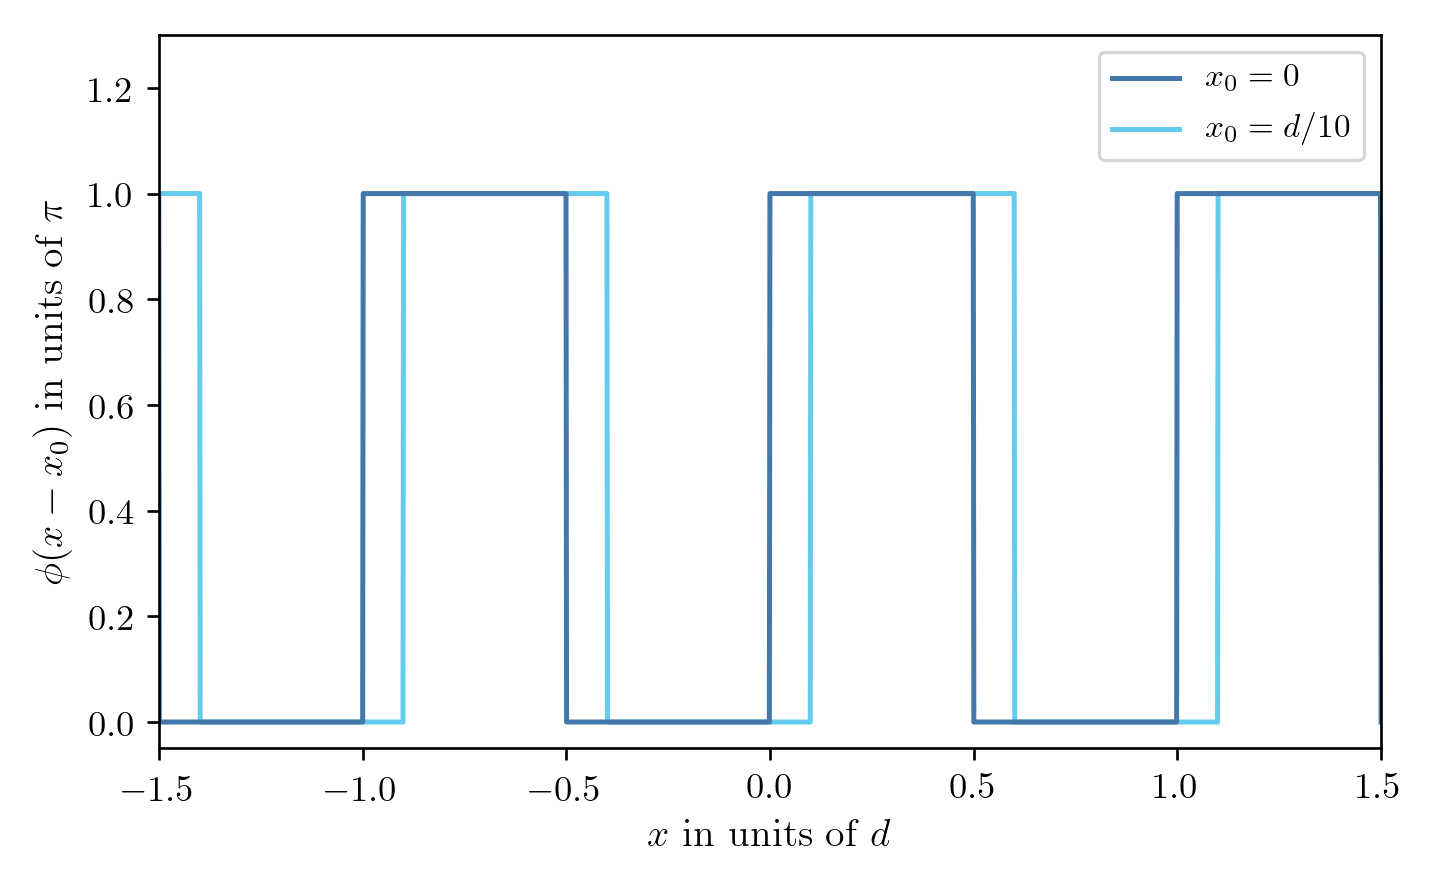 x₀ = 0
x₀ = d/10
1.2
1.0
0.8
0.6
0.4
0.2
0.0
ϕ(x − x₀) in units of π
−1.5 −1.0 −0.5 0.0 0.5 1.0 1.5
x in units of d